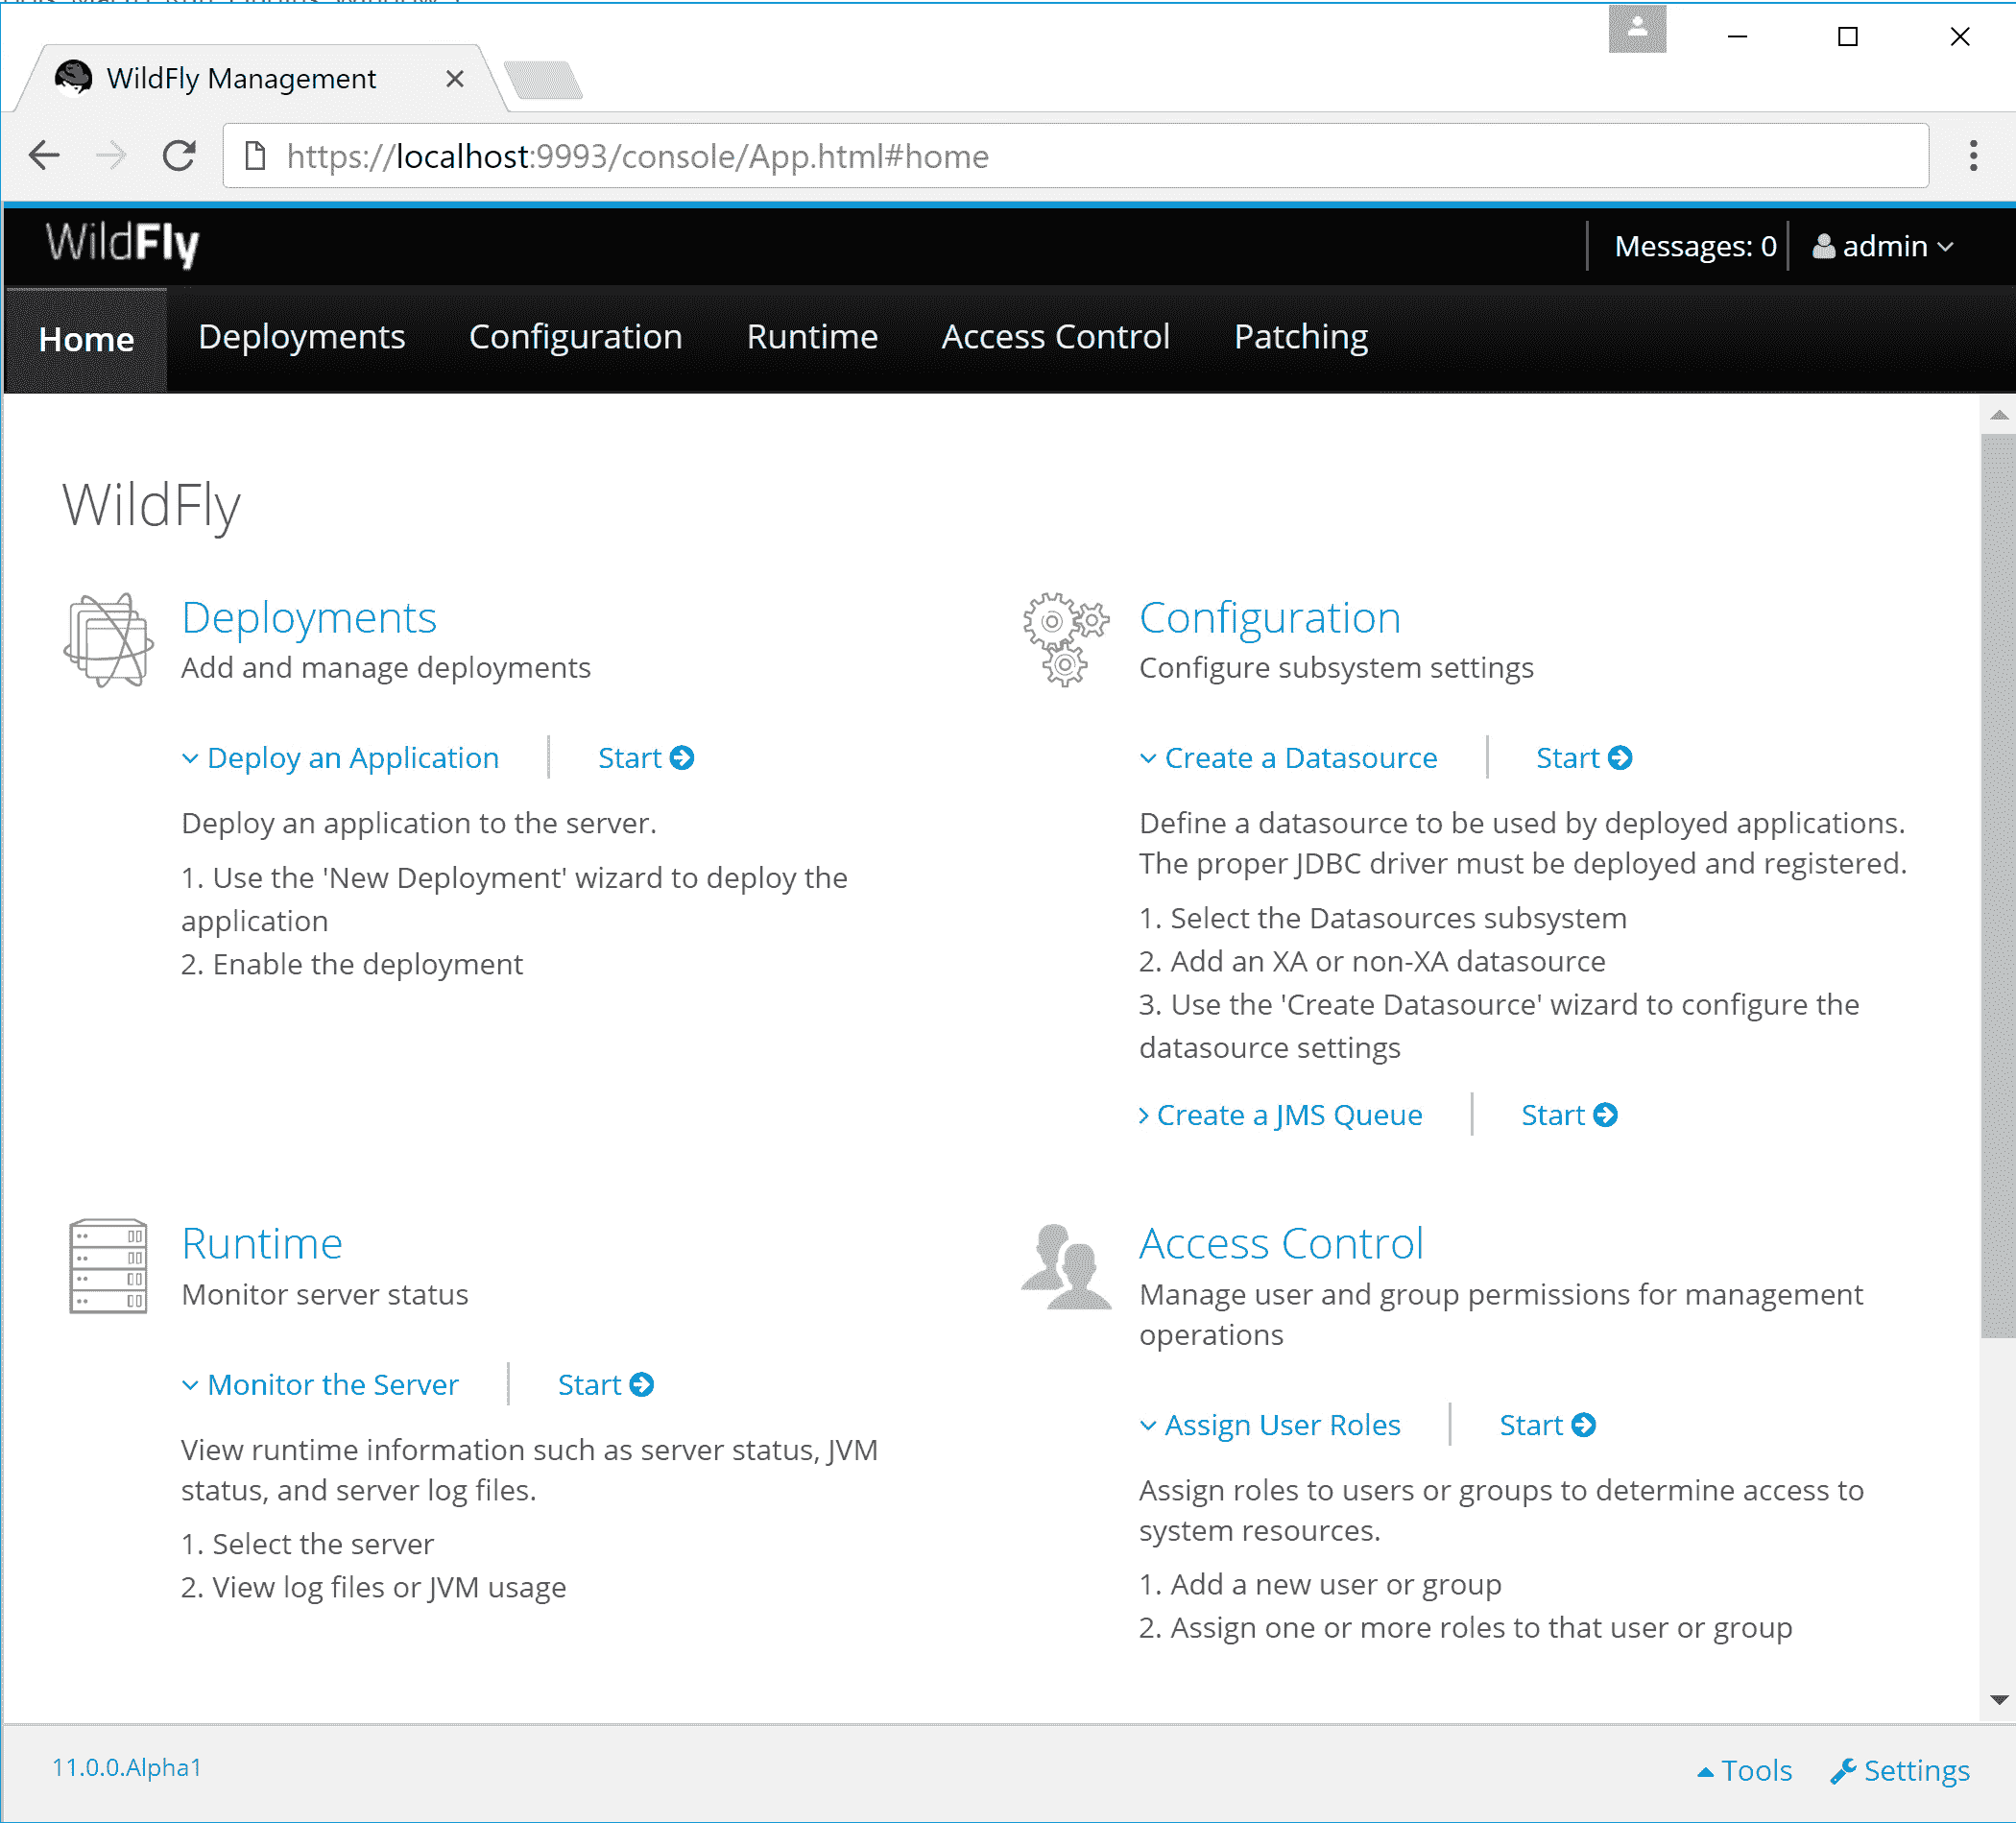 WildFly Management
https://localhost:9993/console/App.html#home
WildFly
Messages: 0
admin
Home
Deployments
Configuration
Runtime
Access Control
Patching
WildFly
Deployments
Add and manage deployments
Deploy an Application
Start
Deploy an application to the server.
1. Use the 'New Deployment' wizard to deploy the
application
2. Enable the deployment
Configuration
Configure subsystem settings
Create a Datasource
Start
Define a datasource to be used by deployed applications.
The proper JDBC driver must be deployed and registered.
1. Select the Datasources subsystem
2. Add an XA or non-XA datasource
3. Use the 'Create Datasource' wizard to configure the
datasource settings
Create a JMS Queue
Start
Runtime
Monitor server status
Monitor the Server
Start
View runtime information such as server status, JVM
status, and server log files.
1. Select the server
2. View log files or JVM usage
Access Control
Manage user and group permissions for management
operations
Assign User Roles
Start
Assign roles to users or groups to determine access to
system resources.
1. Add a new user or group
2. Assign one or more roles to that user or group
11.0.0.Alpha1
Tools
Settings